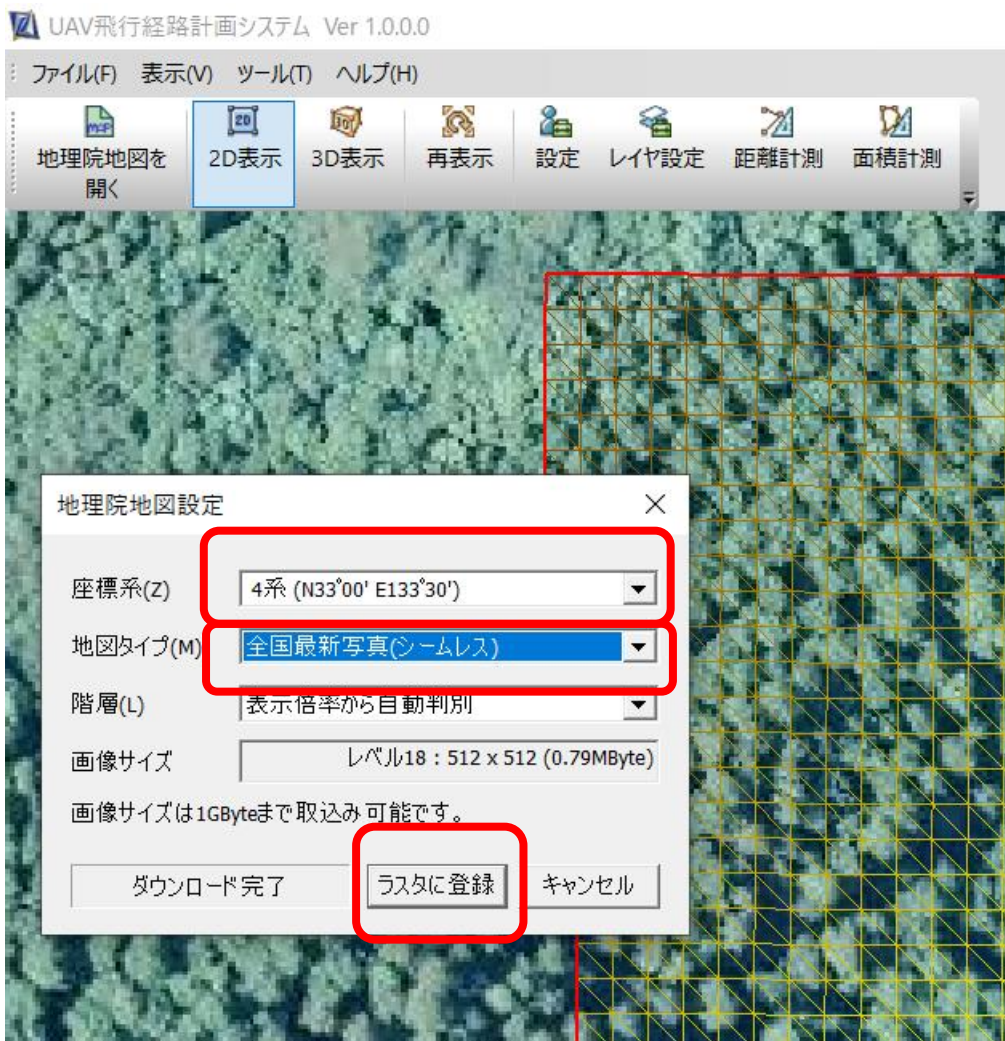 UAV飛行経路計画システム Ver 1.0.0.0
ファイル(F) 表示(V) ツール(T) ヘルプ(H)
MAP 2D 3D
地理院地図を 2D表示 3D表示 再表示 設定 レイヤ設定 距離計測 面積計測
開く
地理院地図設定
座標系(Z) 4系 (N33°00' E133°30')
地図タイプ(M) 全国最新写真(シームレス)
階層(L) 表示倍率から自動判別
画像サイズ レベル18 : 512 x 512 (0.79MByte)
画像サイズは1GByteまで取込み可能です。
ダウンロード完了 ラスタに登録 キャンセル